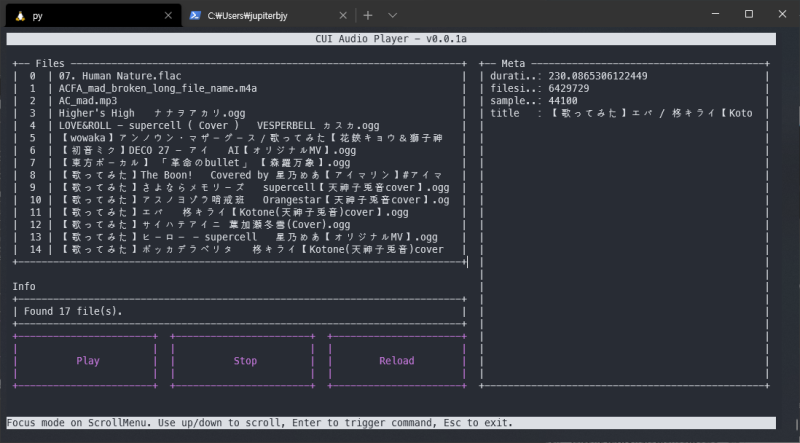 py
C:₩Users₩jupiterbjy
CUI Audio Player - v0.0.1a
Files
0 | 07. Human Nature.flac
1 | ACFA_mad_broken_long_file_name.m4a
2 | AC_mad.mp3
3 | Higher's High ナナヲアカリ.ogg
4 | LOVE&ROLL - supercell ( Cover ) VESPERBELL カスカ.ogg
5 | 【wowaka】アンノウン・マザーグース / 歌ってみた【花鋏キョウ＆獅子神
6 | 【初音ミク】DECO 27 - アイ AI【オリジナルMV】.ogg
7 | 【東方ボーカル】 「革命のbullet」 【森羅万象】.ogg
8 | 【歌ってみた】The Boon! Covered by 星乃めあ【アイマリン】#アイマ
9 | 【歌ってみた】さよならメモリーズ supercell【天神子兎音cover】.ogg
10 | 【歌ってみた】アスノヨゾラ哨戒班 Orangestar【天神子兎音cover】.og
11 | 【歌ってみた】エバ 柊キライ【Kotone(天神子兎音)cover】.ogg
12 | 【歌ってみた】サイハテアイニ 葉加瀬冬雪(Cover).ogg
13 | 【歌ってみた】ヒーロー - supercell 星乃めあ【オリジナルMV】.ogg
14 | 【歌ってみた】ボッカデラベリタ 柊キライ【Kotone(天神子兎音)cover
Meta
durati..: 230.0865306122449
filesi..: 6429729
sample..: 44100
title : 【歌ってみた】エバ / 柊キライ【Koto
Info
Found 17 file(s).
Play
Stop
Reload
Focus mode on ScrollMenu. Use up/down to scroll, Enter to trigger command, Esc to exit.